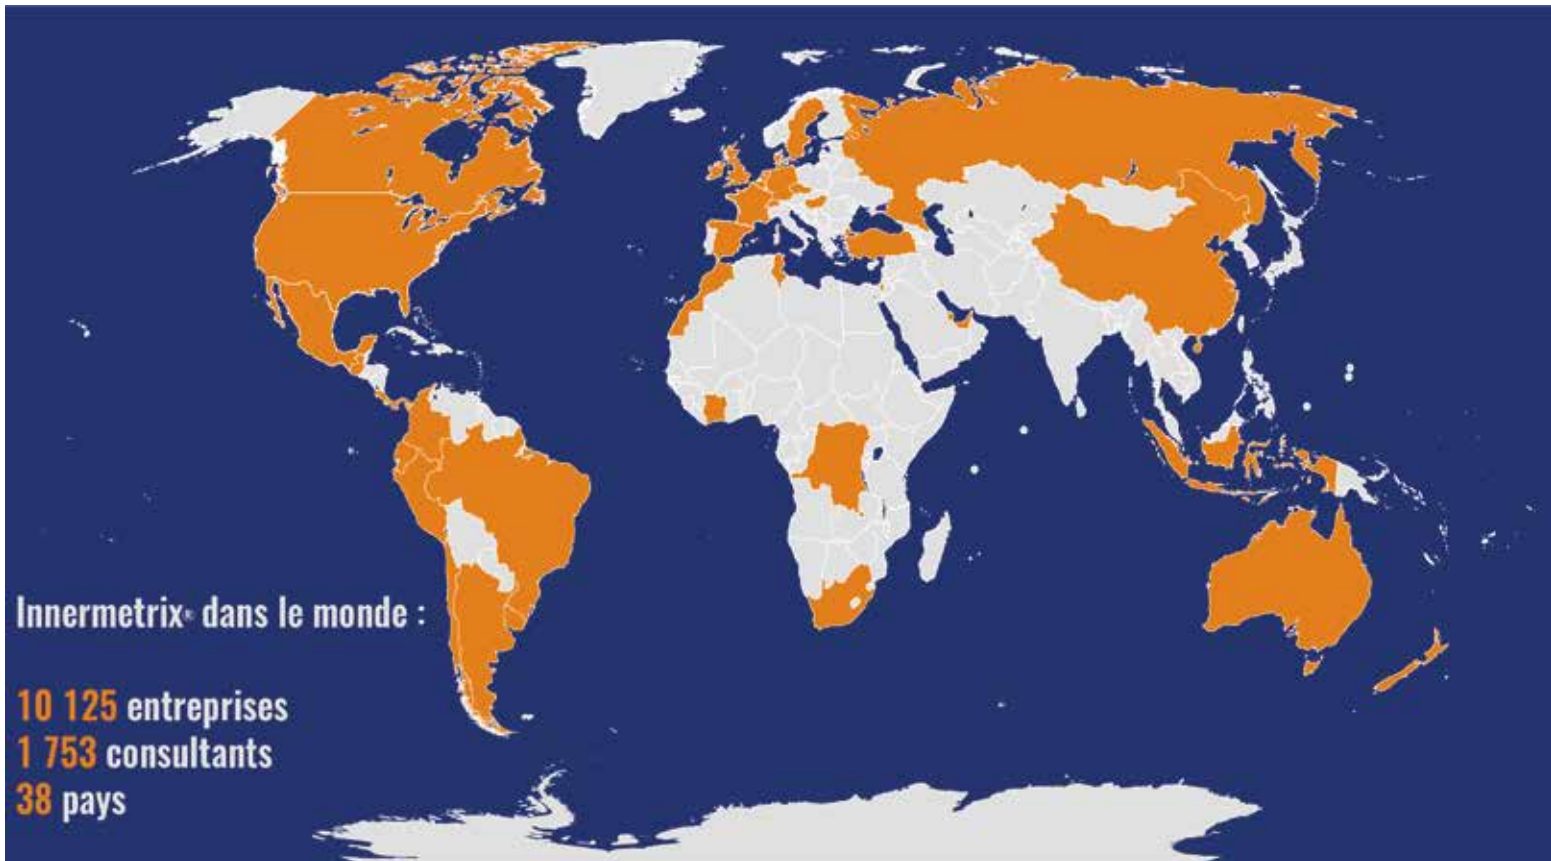 Innermetrix® dans le monde :
10 125 entreprises
1 753 consultants
38 pays